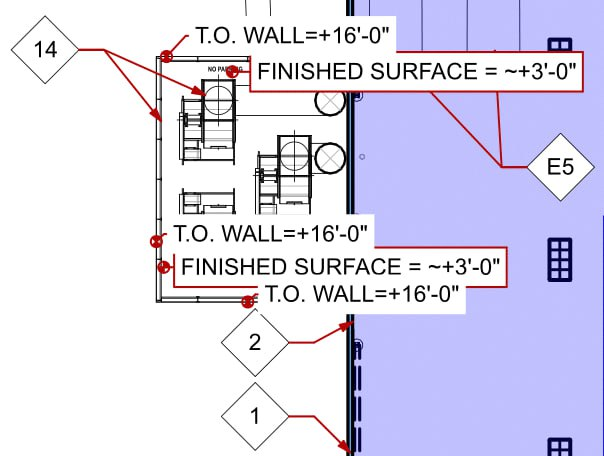 T.O. WALL=+16'-0"
14
NO PARKING
FINISHED SURFACE = ~+3'-0"
E5
T.O. WALL=+16'-0"
FINISHED SURFACE = ~+3'-0"
T.O. WALL=+16'-0"
2
1